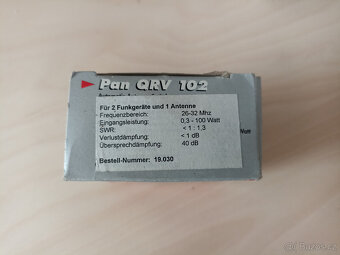 Pan QRV 102
Für 2 Funkgeräte und 1 Antenne
Frequenzbereich: 26-32 Mhz
Eingangsleistung: 0,3 - 100 Watt
SWR: < 1 : 1,3
Verlustdämpfung: < 1 dB
Übersprechdämpfung: 40 dB
Bestell-Nummer: 19.030
Watt